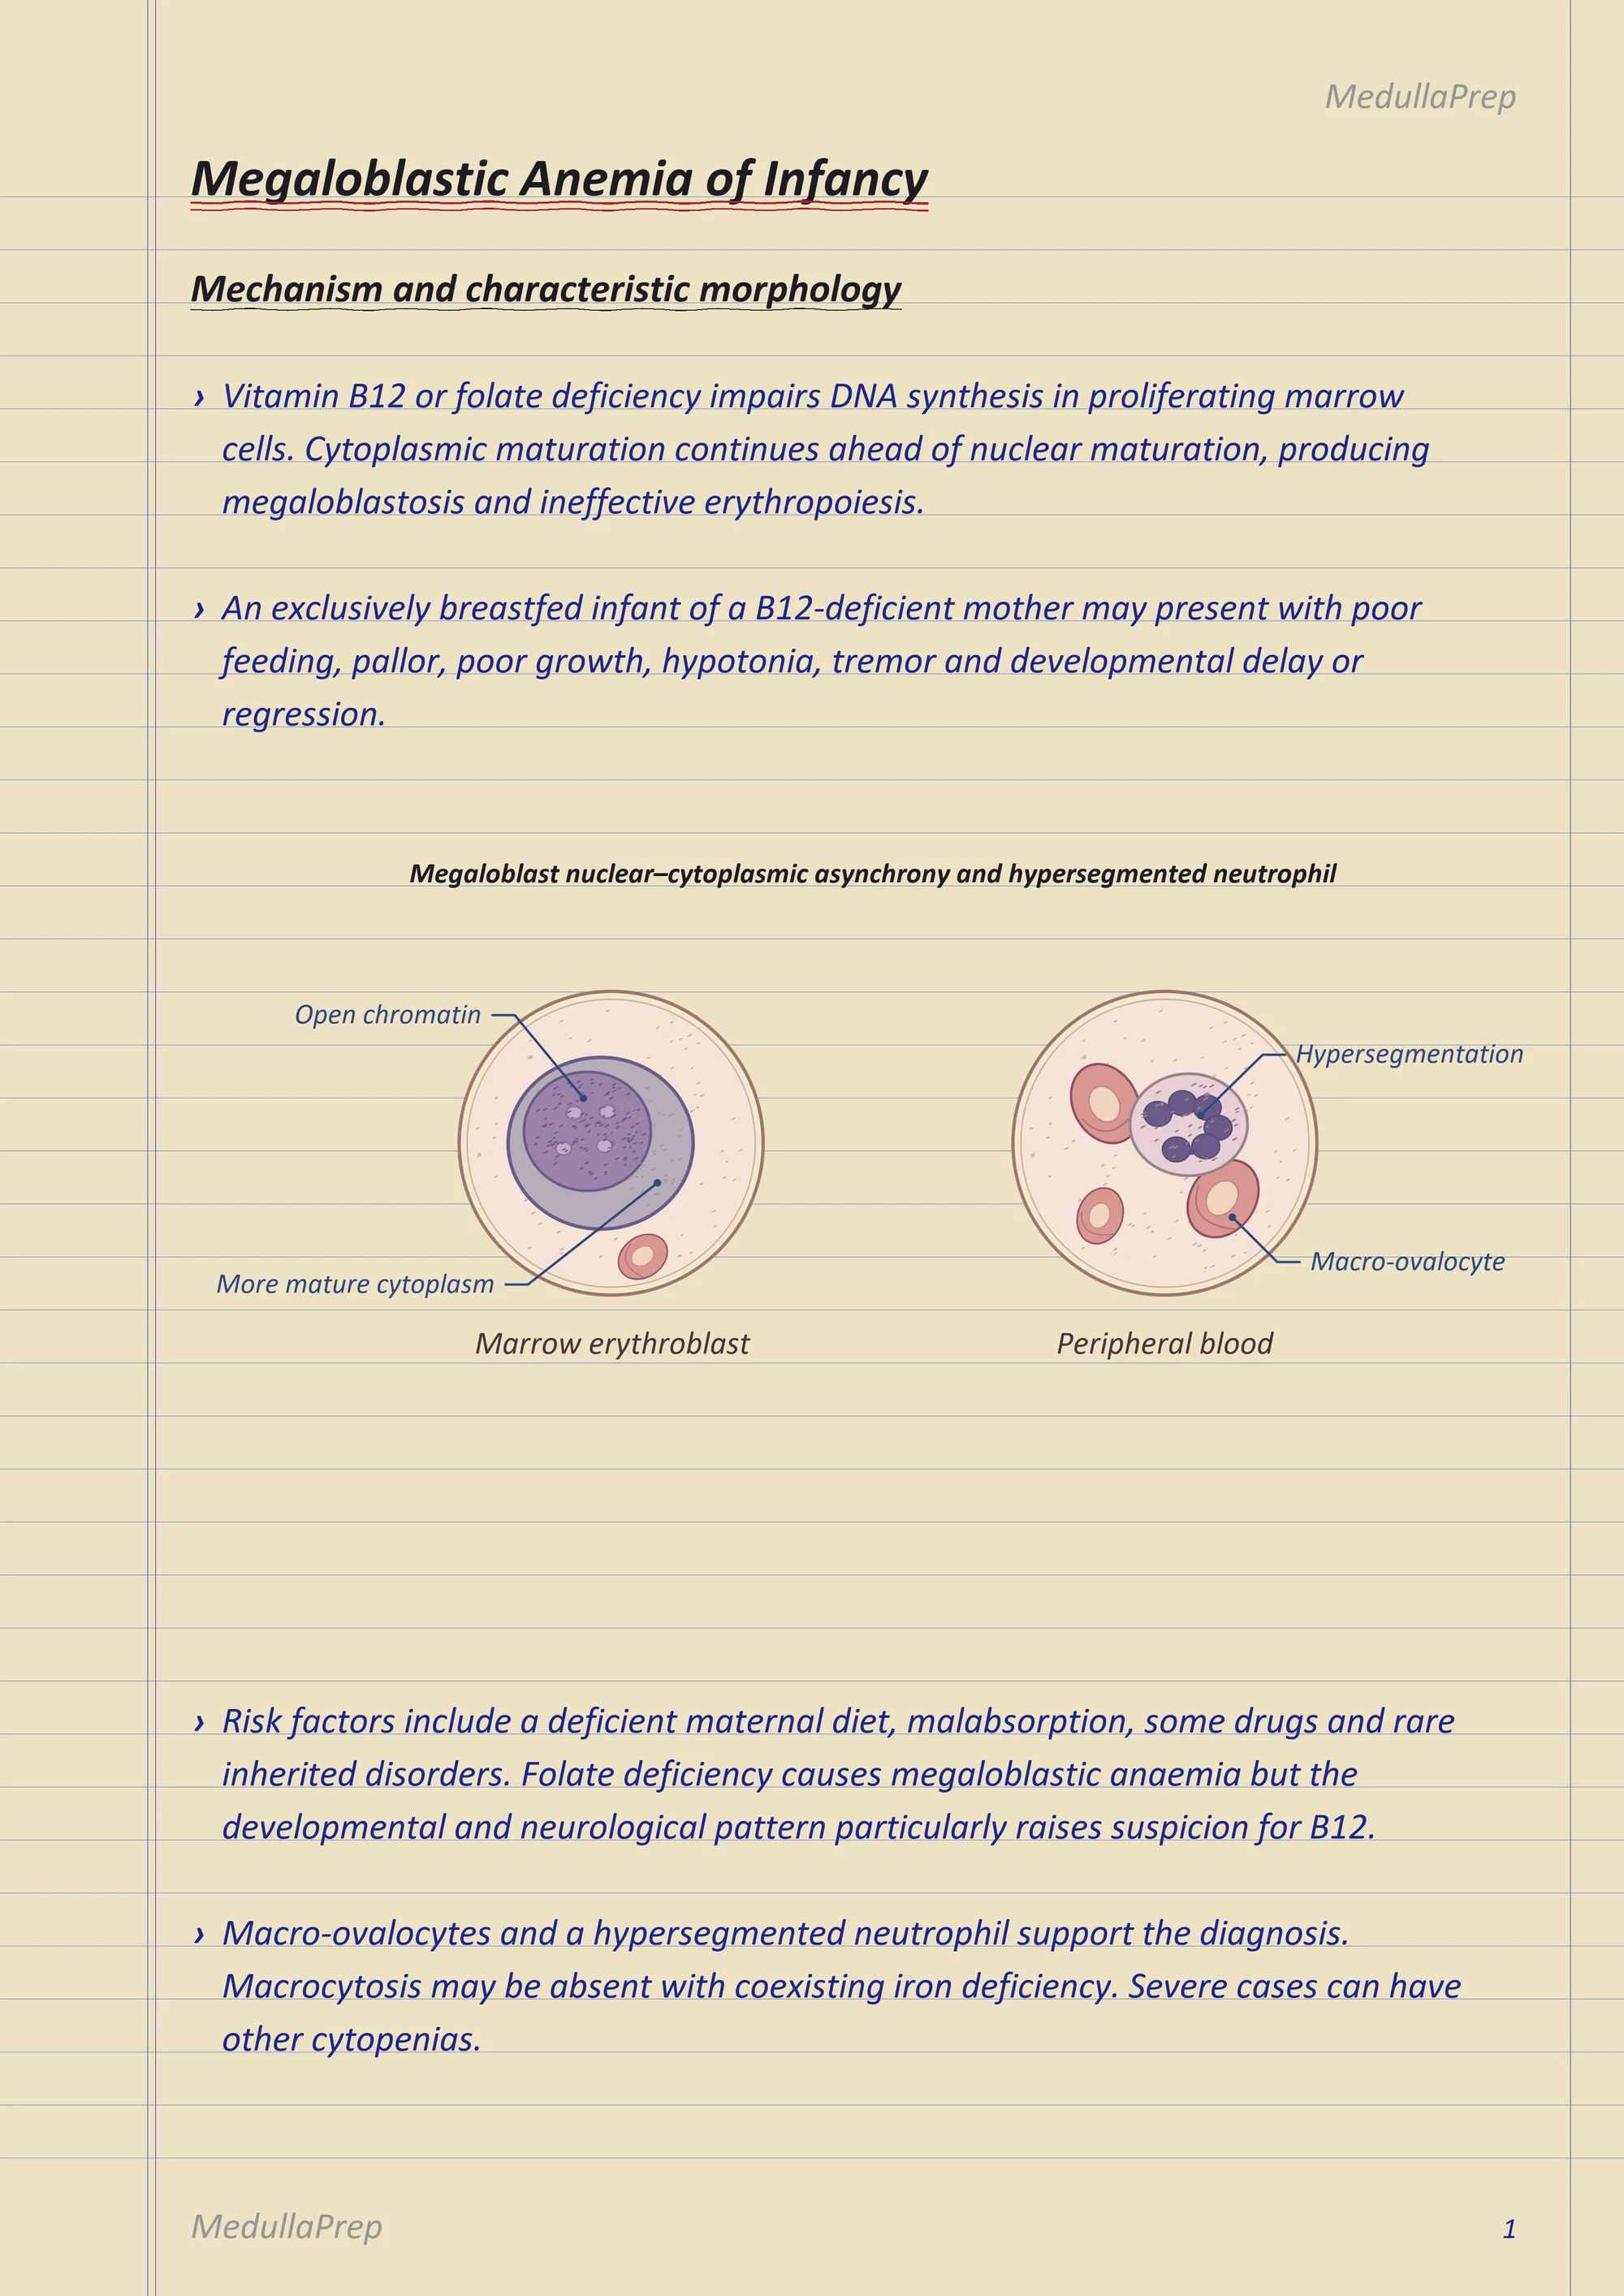 MedullaPrep
Megaloblastic Anemia of Infancy
Mechanism and characteristic morphology
› Vitamin B12 or folate deficiency impairs DNA synthesis in proliferating marrow
cells. Cytoplasmic maturation continues ahead of nuclear maturation, producing
megaloblastosis and ineffective erythropoiesis.
› An exclusively breastfed infant of a B12-deficient mother may present with poor
feeding, pallor, poor growth, hypotonia, tremor and developmental delay or
regression.
Megaloblast nuclear–cytoplasmic asynchrony and hypersegmented neutrophil
Open chromatin
Hypersegmentation
More mature cytoplasm
Macro-ovalocyte
Marrow erythroblast
Peripheral blood
› Risk factors include a deficient maternal diet, malabsorption, some drugs and rare
inherited disorders. Folate deficiency causes megaloblastic anaemia but the
developmental and neurological pattern particularly raises suspicion for B12.
› Macro-ovalocytes and a hypersegmented neutrophil support the diagnosis.
Macrocytosis may be absent with coexisting iron deficiency. Severe cases can have
other cytopenias.
MedullaPrep
1